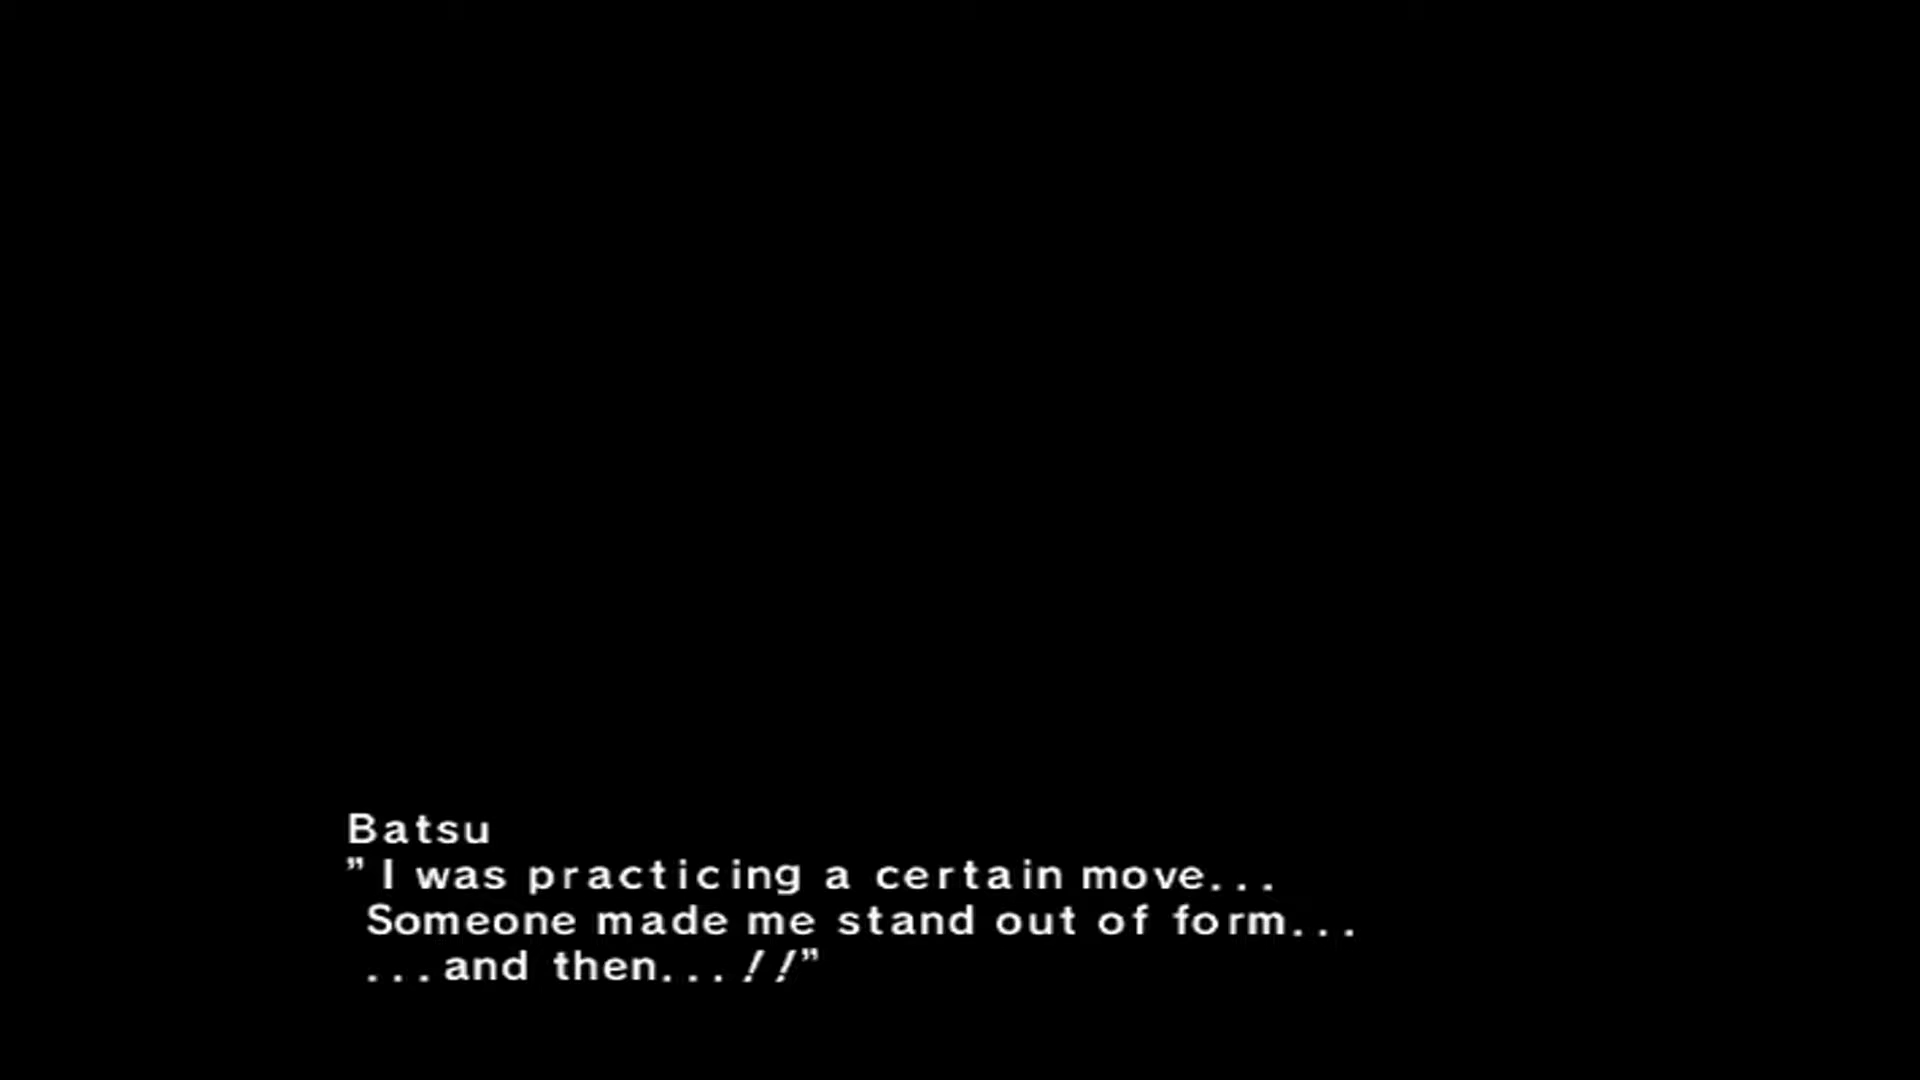 Batsu
” I was practicing a certain move...
Someone made me stand out of form...
...and then...!!”